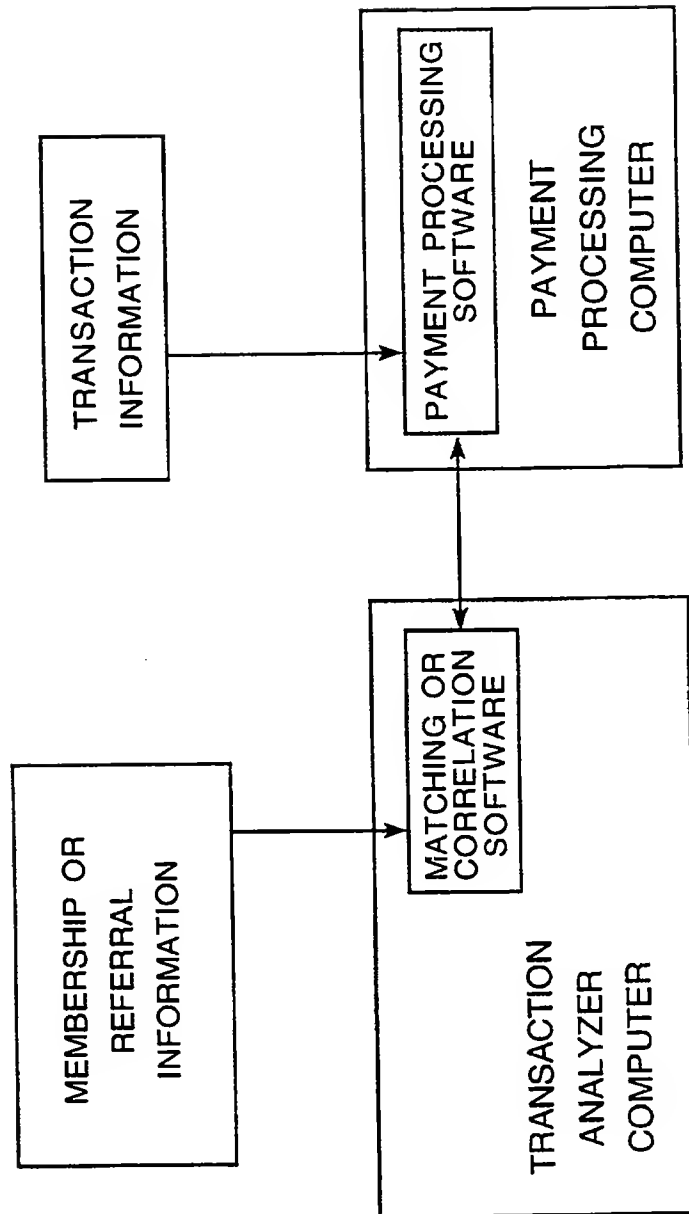 MEMBERSHIP OR
REFERRAL
INFORMATION
TRANSACTION
INFORMATION
MATCHING OR
CORRELATION
SOFTWARE
TRANSACTION
ANALYZER
COMPUTER
PAYMENT PROCESSING
SOFTWARE
PAYMENT
PROCESSING
COMPUTER